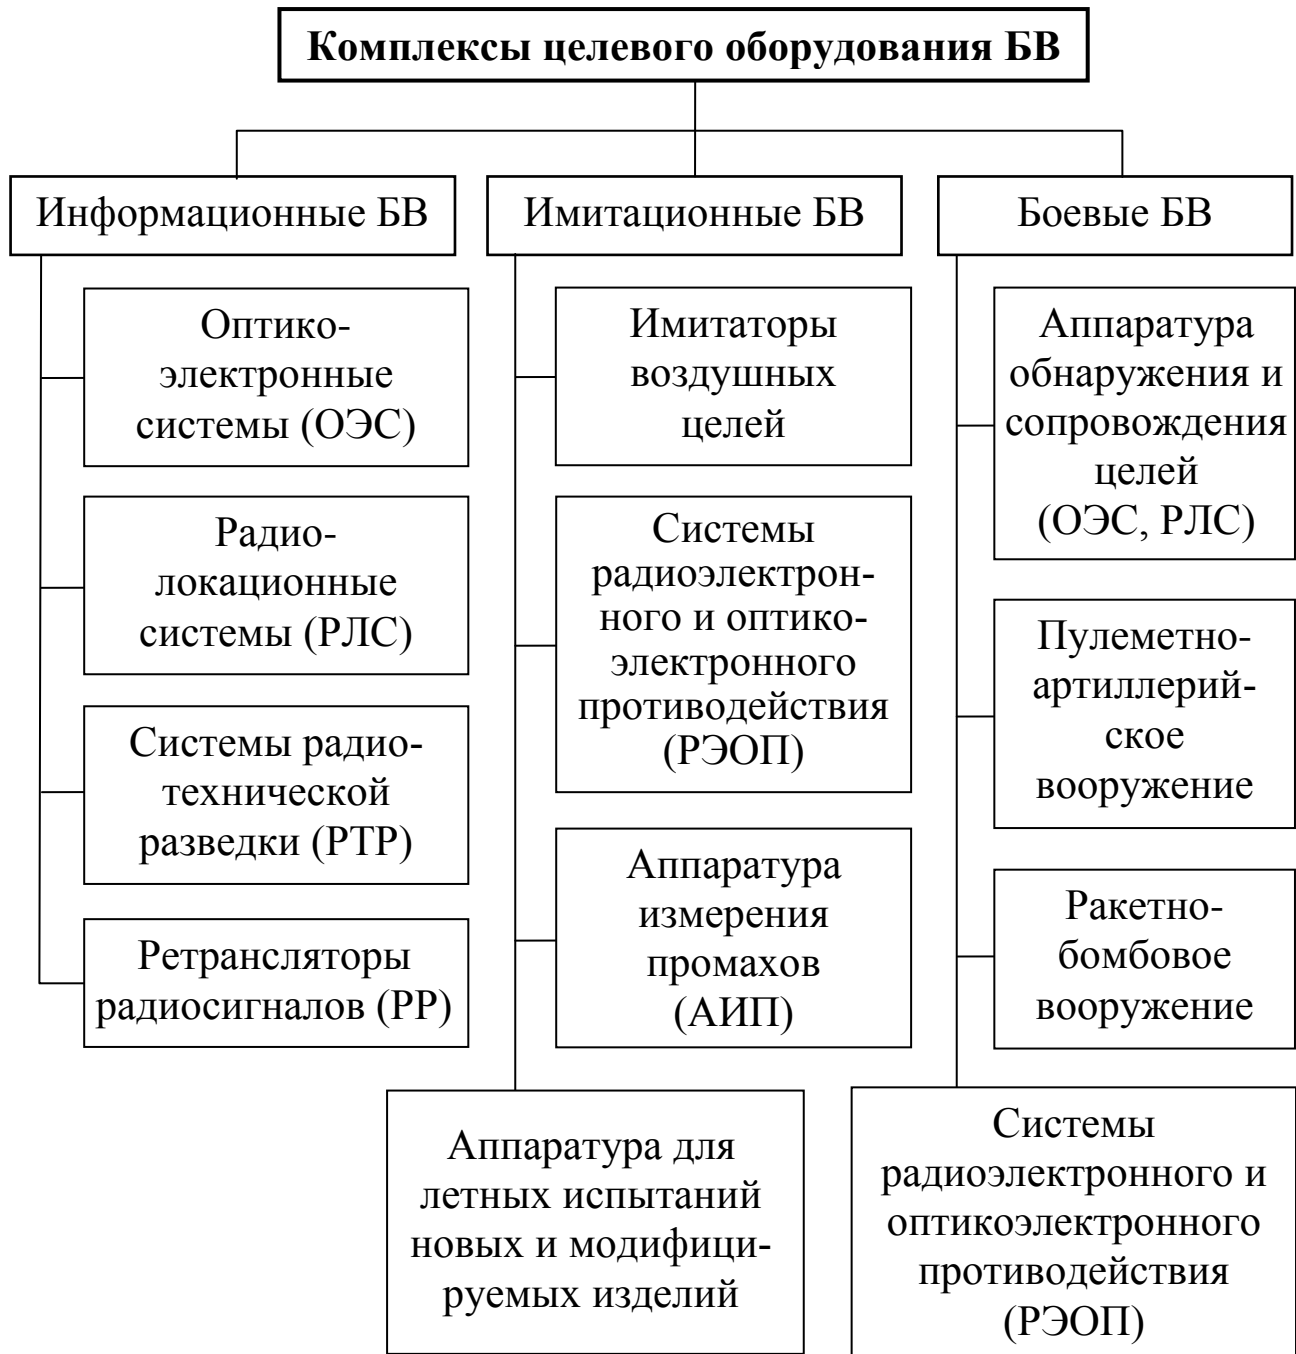 Комплексы целевого оборудования БВ
Информационные БВ
Оптико-
электронные
системы (ОЭС)
Радио-
локационные
системы (РЛС)
Системы радио-
технической
разведки (РТР)
Ретрансляторы
радиосигналов (РР)
Имитационные БВ
Имитаторы
воздушных
целей
Системы
радиоэлектрон-
ного и оптико-
электронного
противодействия
(РЭОП)
Аппаратура
измерения
промахов
(АИП)
Аппаратура для
летных испытаний
новых и модифици-
руемых изделий
Боевые БВ
Аппаратура
обнаружения и
сопровождения
целей
(ОЭС, РЛС)
Пулеметно-
артиллерий-
ское
вооружение
Ракетно-
бомбовое
вооружение
Системы
радиоэлектронного и
оптикоэлектронного
противодействия
(РЭОП)